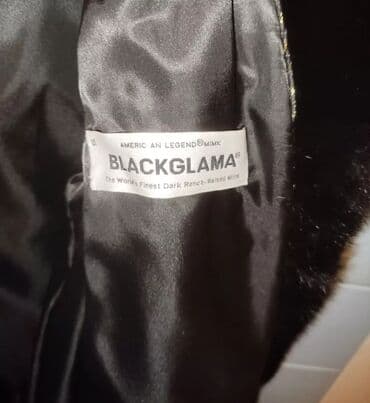 AMERICAN LEGEND® MINK
BLACKGLAMA®
The World's Finest Dark Ranch-Raised Mink